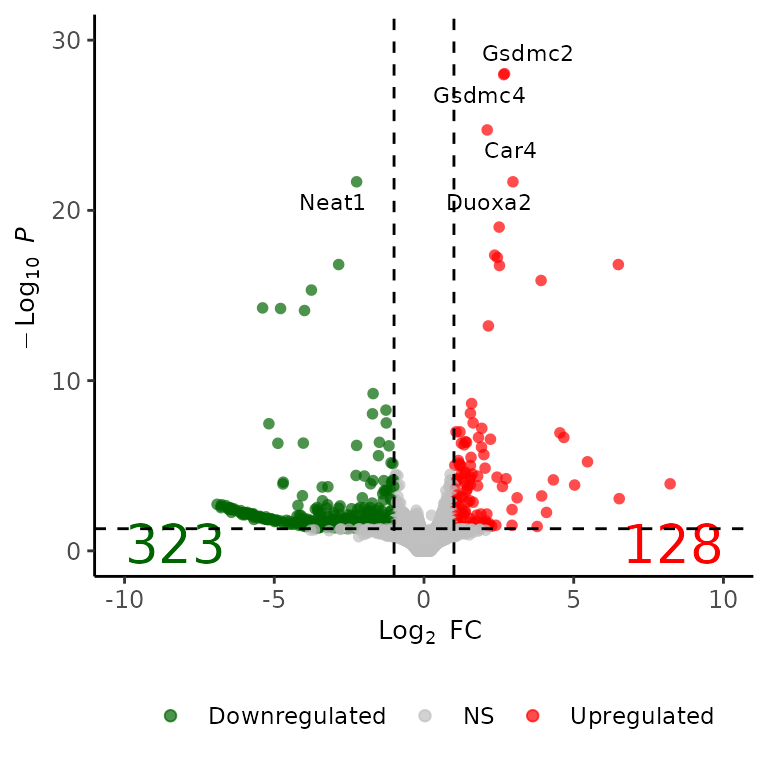 30
Gsdmc2
Gsdmc4
Car4
Neat1
Duoxa2
20
−Log10 P
10
0
323
128
-10 -5 0 5 10
Log2 FC
Downregulated NS Upregulated